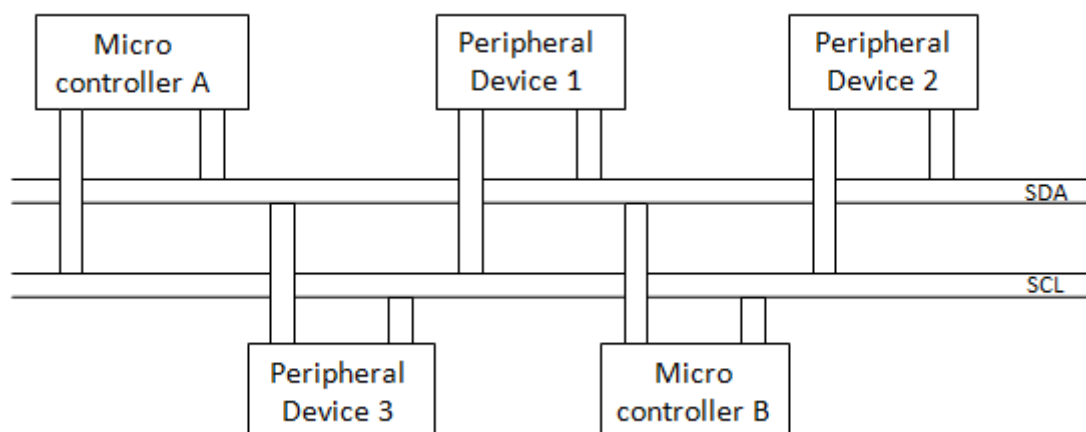 Micro
controller A
Peripheral
Device 1
Peripheral
Device 2
SDA
SCL
Peripheral
Device 3
Micro
controller B